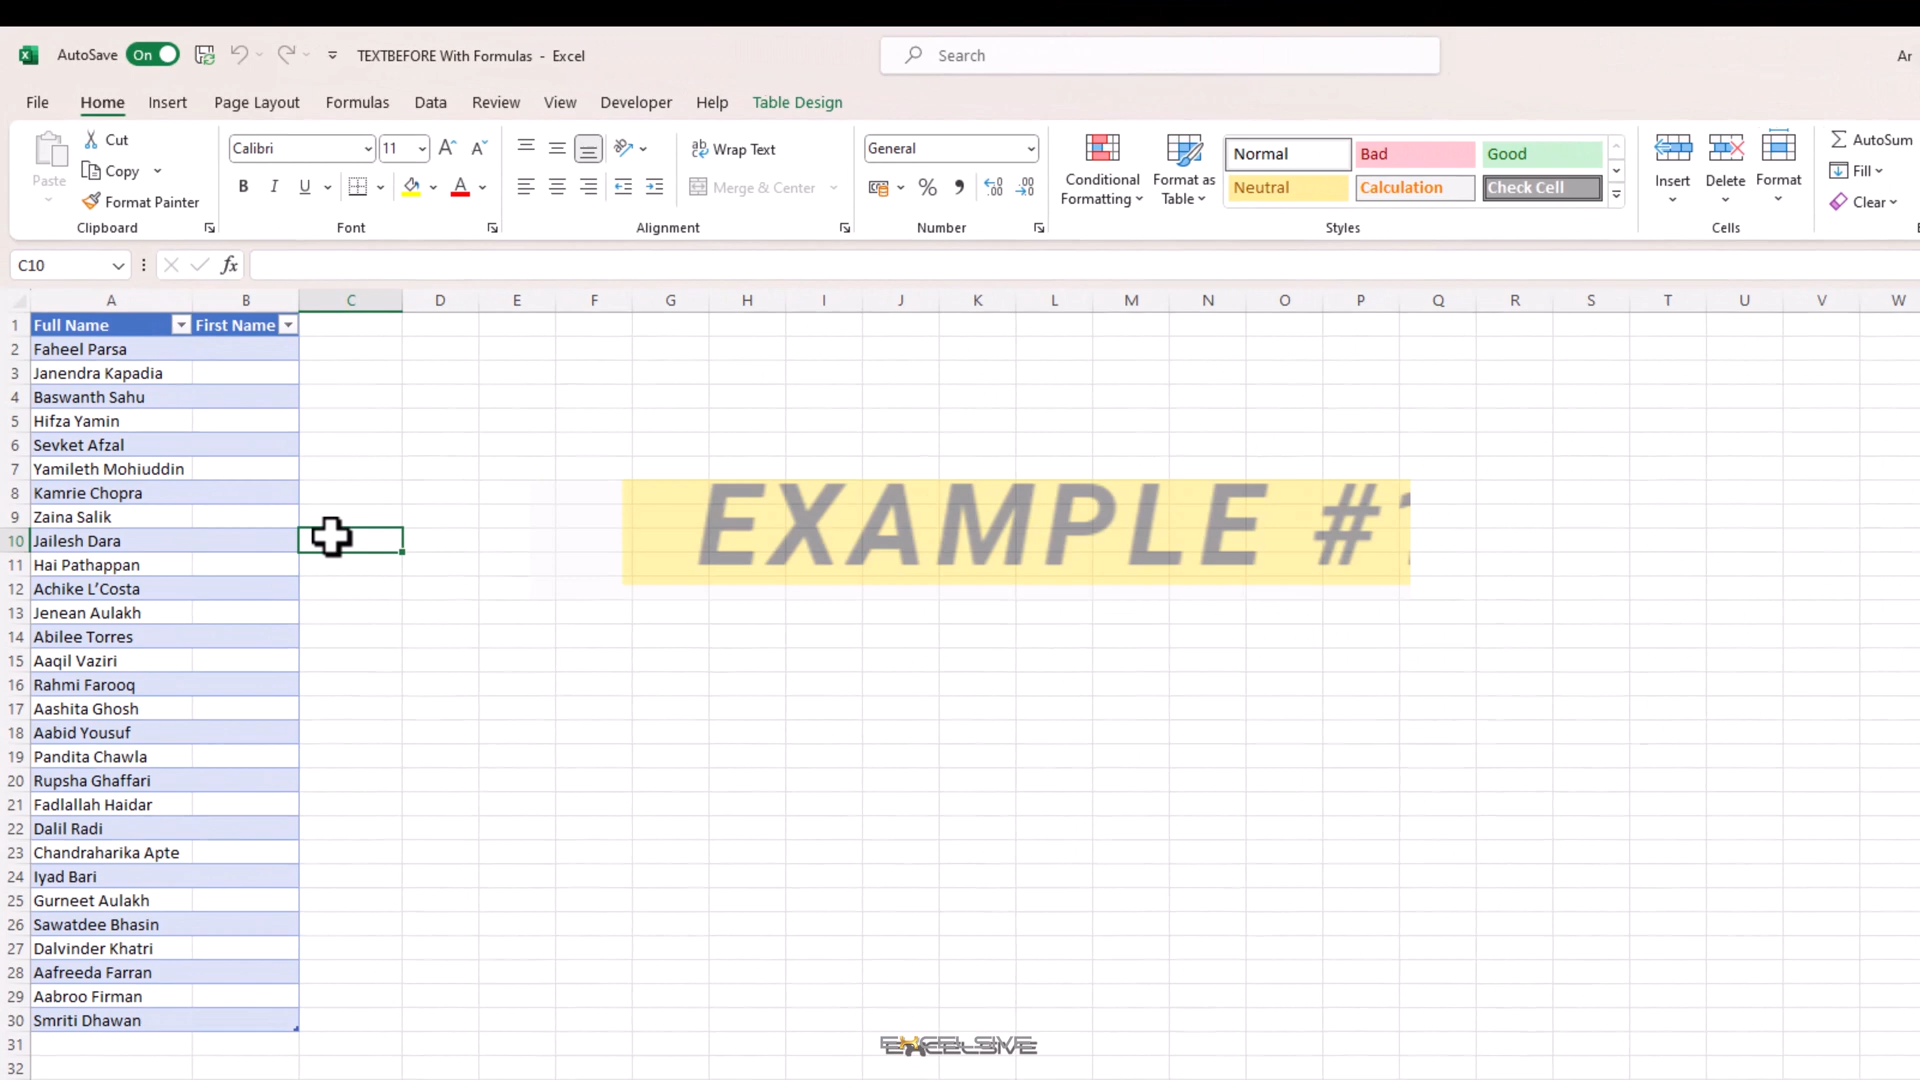 AutoSave On TEXTBEFORE With Formulas - Excel Search Ar
File Home Insert Page Layout Formulas Data Review View Developer Help Table Design
Paste Cut Copy Format Painter Clipboard
Calibri 11 A A B I U A Font
ab Wrap Text Merge & Center Alignment
General % 9 .00 Number
Conditional Formatting Format as Table
Normal Bad Good
Neutral Calculation Check Cell
Styles
Insert Delete Format Cells
AutoSum
Fill
Clear
C10 fx
A B C D E F G H I J K L M N O P Q R S T U V W
1 Full Name First Name
2 Faheel Parsa
3 Janendra Kapadia
4 Baswanth Sahu
5 Hifza Yamin
6 Sevket Afzal
7 Yamileth Mohiuddin
8 Kamrie Chopra
9 Zaina Salik
10 Jailesh Dara
11 Hai Pathappan
12 Achike L’Costa
13 Jenean Aulakh
14 Abilee Torres
15 Aaqil Vaziri
16 Rahmi Farooq
17 Aashita Ghosh
18 Aabid Yousuf
19 Pandita Chawla
20 Rupsha Ghaffari
21 Fadlallah Haidar
22 Dalil Radi
23 Chandraharika Apte
24 Iyad Bari
25 Gurneet Aulakh
26 Sawatdee Bhasin
27 Dalvinder Khatri
28 Aafreeda Farran
29 Aabroo Firman
30 Smriti Dhawan
31
32
EXAMPLE #
EXCELSIVE